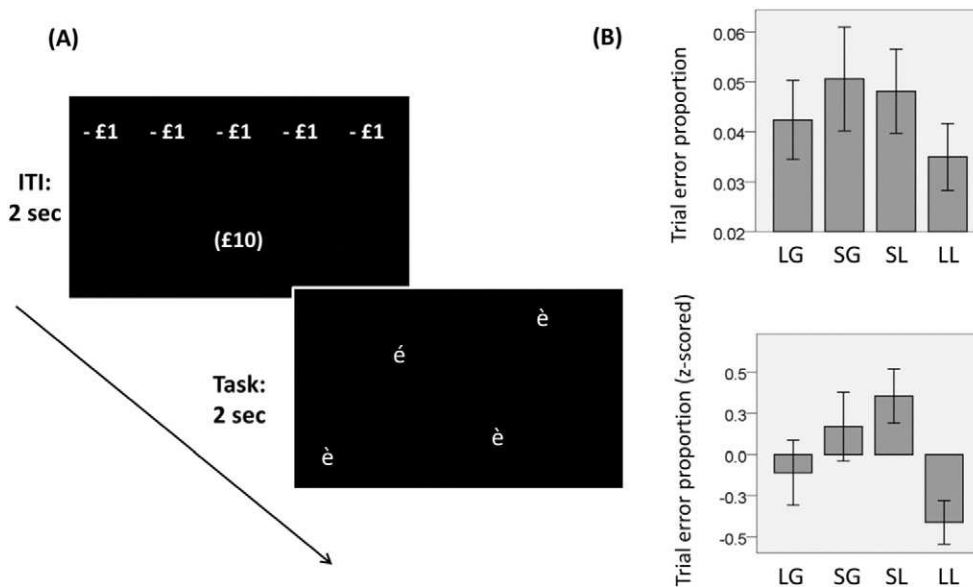 (A)
- £1 - £1 - £1 - £1 - £1
ITI:
2 sec
(£10)
Task:
2 sec
è
é
è
è
(B)
Trial error proportion
0.06
0.05
0.04
0.03
0.02
LG SG SL LL
Trial error proportion (z-scored)
0.5
0.3
0.0
-0.3
-0.5
LG SG SL LL